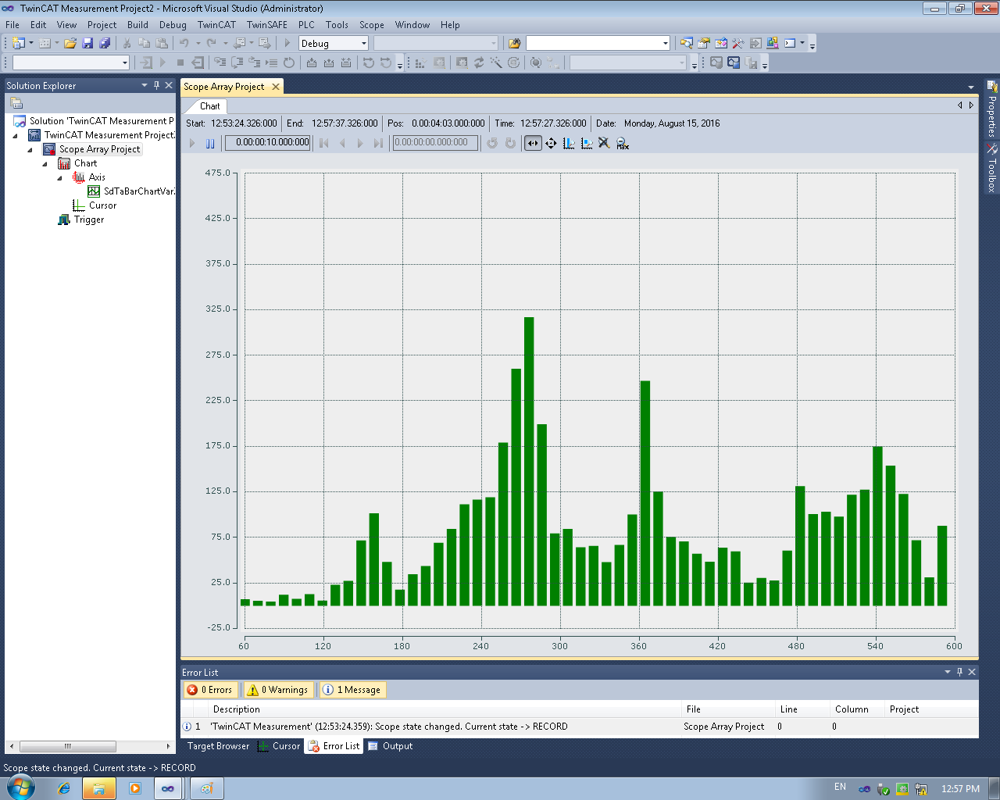 TwinCAT Measurement Project2 - Microsoft Visual Studio (Administrator)
File Edit View Project Build Debug TwinCAT TwinSAFE PLC Tools Scope Window Help
Debug
Solution Explorer
Solution 'TwinCAT Measurement P
TwinCAT Measurement Project
Scope Array Project
Chart
Axis
SdTaBarChartVar
Cursor
Trigger
Scope Array Project
Chart
Start: 12:53:24.326:000 End: 12:57:37.326:000 Pos: 0.00:04:03.000:000 Time: 12:57:27.326:000 Date: Monday, August 15, 2016
0.00:00:10.000:000 0.00:00:00.000:000 Max
475.0
425.0
375.0
325.0
275.0
225.0
175.0
125.0
75.0
25.0
-25.0
60 120 180 240 300 360 420 480 540 600
Properties
Toolbox
Error List
0 Errors 0 Warnings 1 Message
Description File Line Column Project
1 'TwinCAT Measurement' (12:53:24.359): Scope state changed. Current state -> RECORD Scope Array Project 0 0
Target Browser Cursor Error List Output
Scope state changed. Current state -> RECORD
EN 12:57 PM